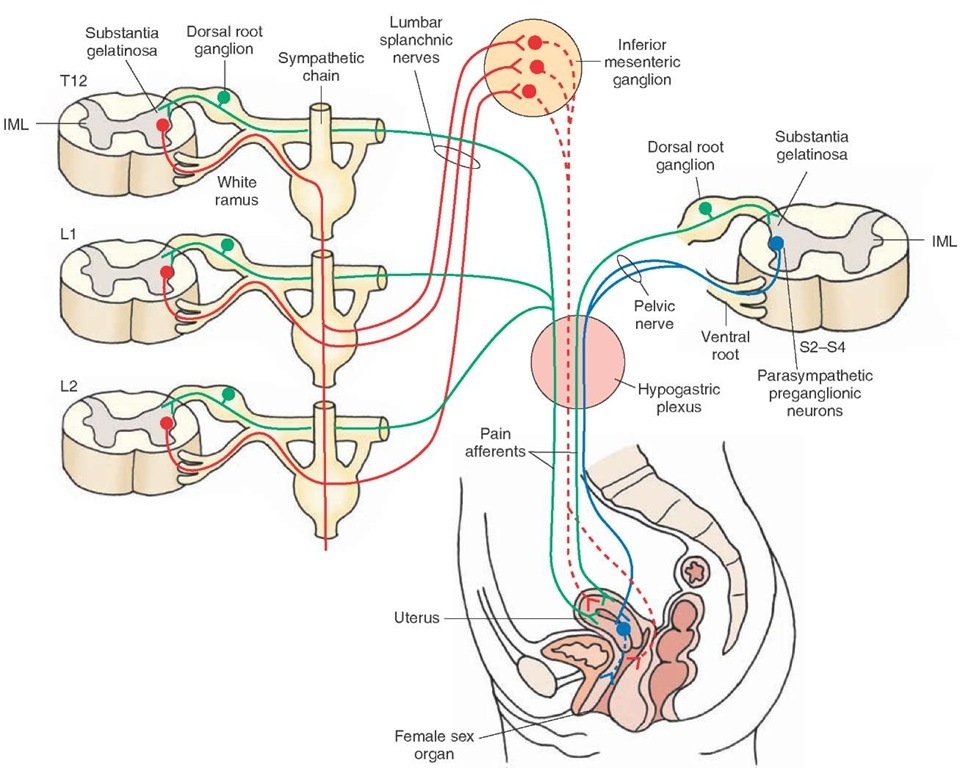 Substantia
gelatinosa
Dorsal root
ganglion
Sympathetic
chain
Lumbar
splanchnic
nerves
Inferior
mesenteric
ganglion
T12
IML
White
ramus
Dorsal root
ganglion
Substantia
gelatinosa
IML
L1
Pelvic
nerve
Ventral
root
S2–S4
Parasympathetic
preganglionic
neurons
L2
Hypogastric
plexus
Pain
afferents
Uterus
Female sex
organ